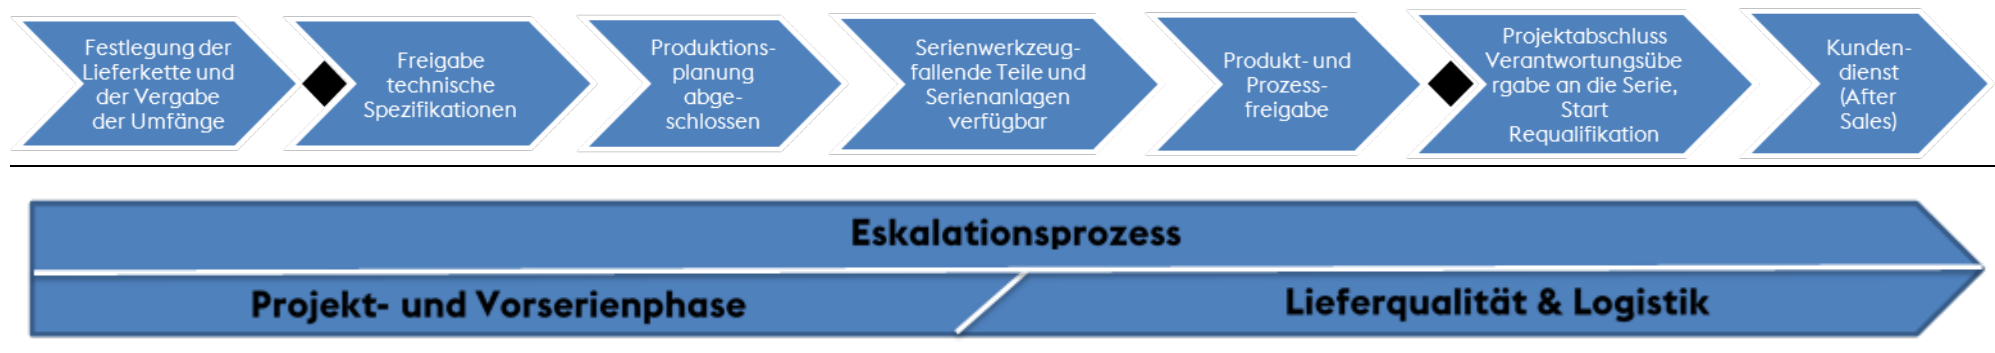 Festlegung der
Lieferkette und
der Vergabe
der Umfänge
Freigabe
technische
Spezifikationen
Produktions-
planung
abge-
schlossen
Serienwerkzeug-
fallende Teile und
Serienanlagen
verfügbar
Produkt- und
Prozess-
freigabe
Projektabschluss
Verantwortungsübe
rgabe an die Serie,
Start
Requalifikation
Kunden-
dienst
(After
Sales)
Eskalationsprozess
Projekt- und Vorserienphase
Lieferqualität & Logistik